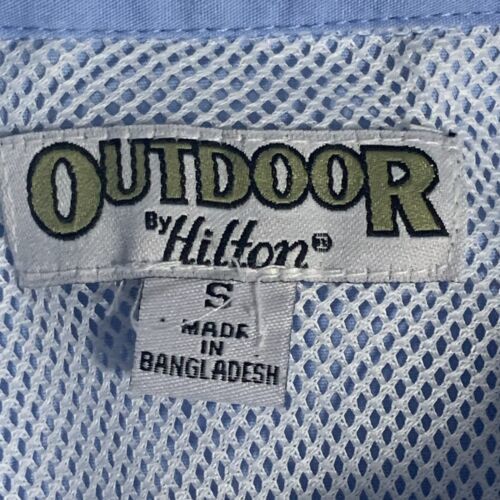 OUTDOOR
By Hilton®
S
MADE
IN
BANGLADESH